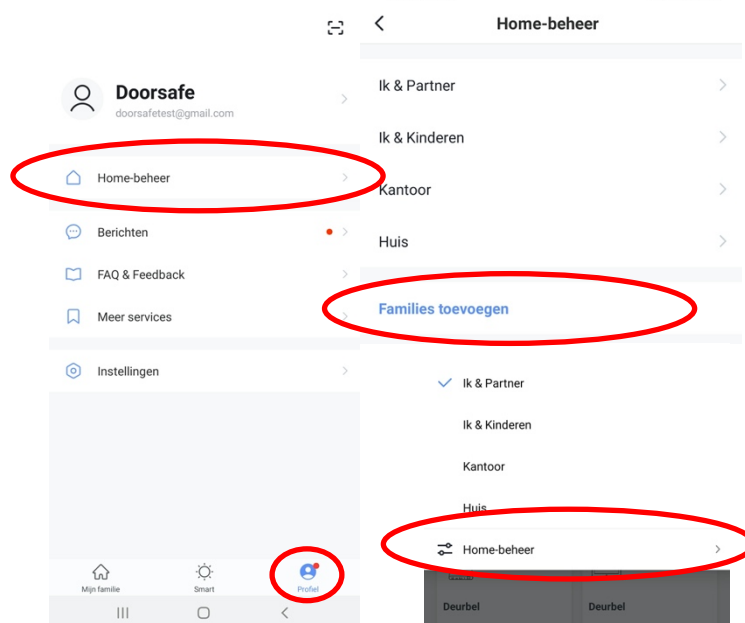 Doorsafe
doorsafetest@gmail.com
Home-beheer
Berichten
FAQ & Feedback
Meer services
Instellingen
Mijn familie
Smart
Profiel
Home-beheer
Ik & Partner
Ik & Kinderen
Kantoor
Huis
Families toevoegen
Ik & Partner
Ik & Kinderen
Kantoor
Huis
Home-beheer
Deurbel
Deurbel